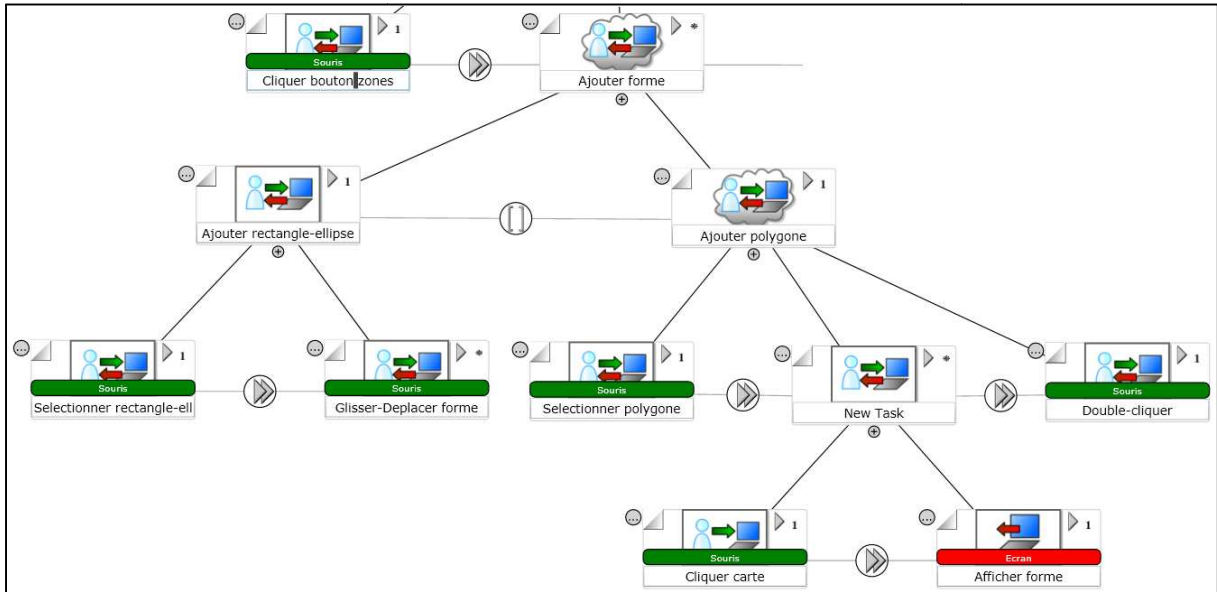 1
*
Souris
Cliquer bouton zones
Ajouter forme
1
1
Ajouter rectangle-ellipse
[]
Ajouter polygone
1
*
1
*
1
Souris
Souris
Souris
Souris
Selectionner rectangle-ell
Glisser-Deplacer forme
Selectionner polygone
New Task
Double-cliquer
1
1
Souris
Ecran
Cliquer carte
Afficher forme